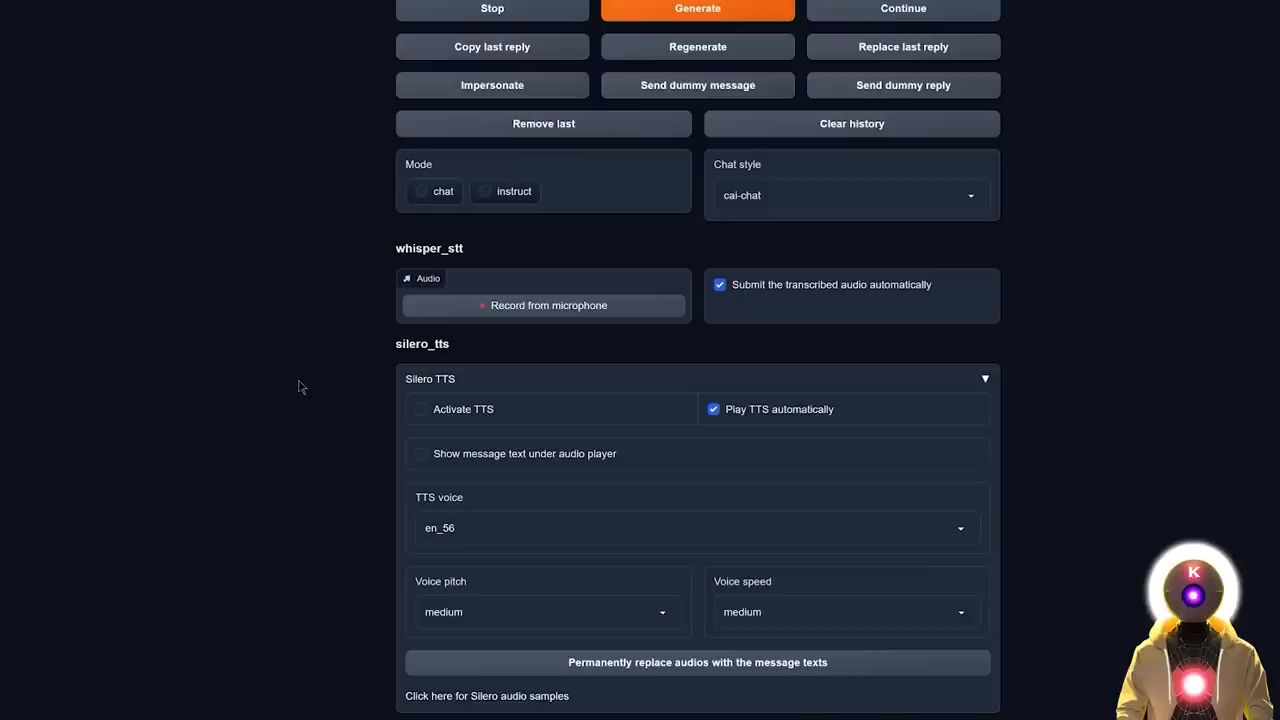 Stop Generate Continue
Copy last reply Regenerate Replace last reply
Impersonate Send dummy message Send dummy reply
Remove last Clear history
Mode Chat style
chat instruct cai-chat
whisper_stt
Audio Submit the transcribed audio automatically
Record from microphone
silero_tts
Silero TTS ▼
Activate TTS Play TTS automatically
Show message text under audio player
TTS voice
en_56
Voice pitch Voice speed
medium medium
Permanently replace audios with the message texts
Click here for Silero audio samples
K